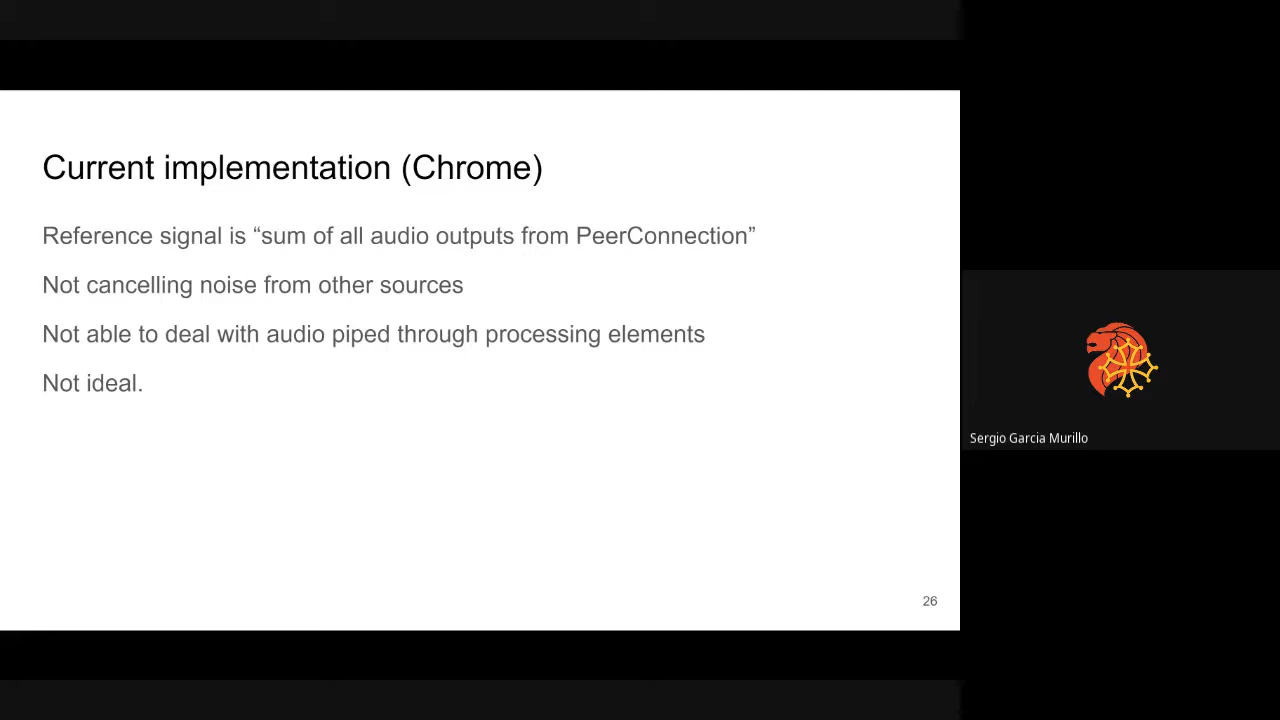 Current implementation (Chrome)
Reference signal is “sum of all audio outputs from PeerConnection”
Not cancelling noise from other sources
Not able to deal with audio piped through processing elements
Not ideal.
26
Sergio Garcia Murillo